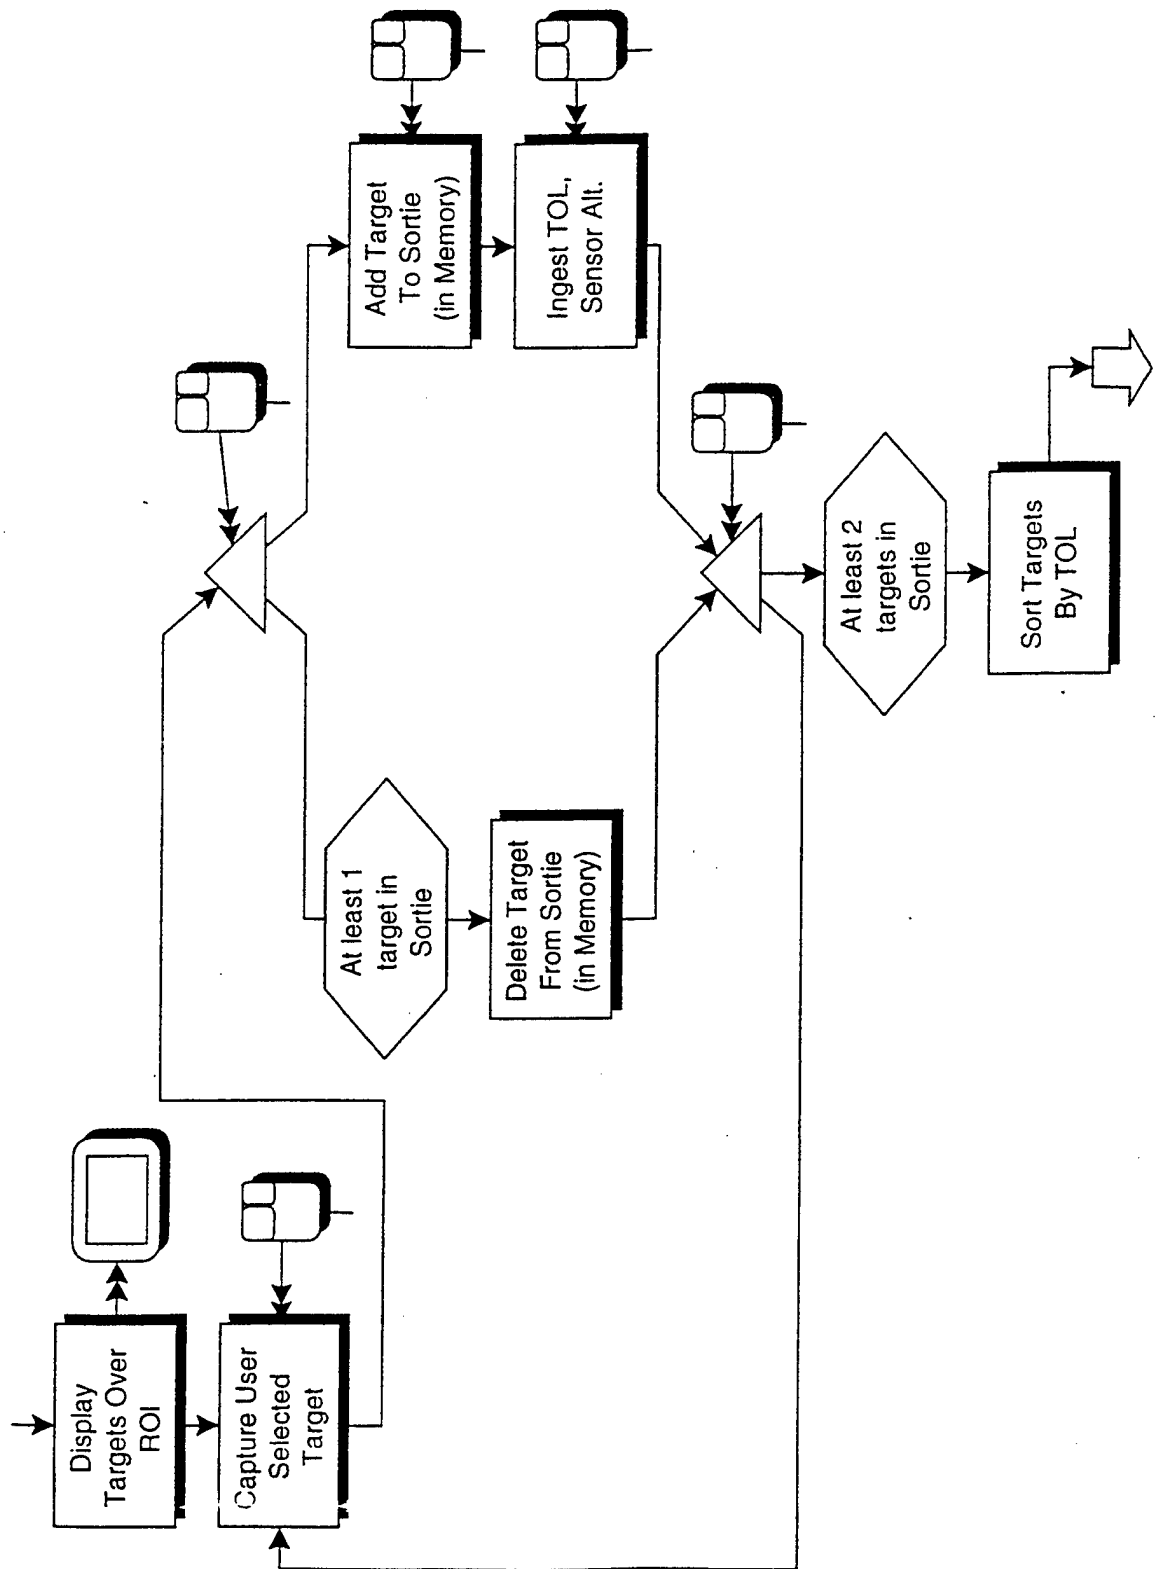 Display
Targets Over
ROI
Capture User
Selected
Target
At least 1
target in
Sortie
Delete Target
From Sortie
(in Memory)
Add Target
To Sortie
(in Memory)
Ingest TOL,
Sensor Alt.
At least 2
targets in
Sortie
Sort Targets
By TOL